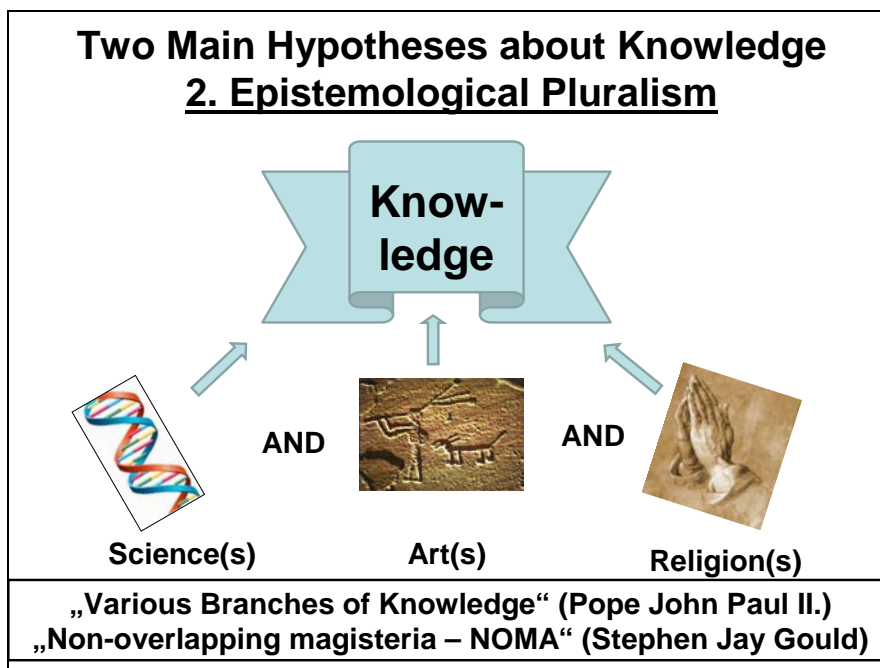 Two Main Hypotheses about Knowledge
2. Epistemological Pluralism
Know-
ledge
AND
AND
Science(s)
Art(s)
Religion(s)
„Various Branches of Knowledge“ (Pope John Paul II.)
„Non-overlapping magisteria – NOMA“ (Stephen Jay Gould)